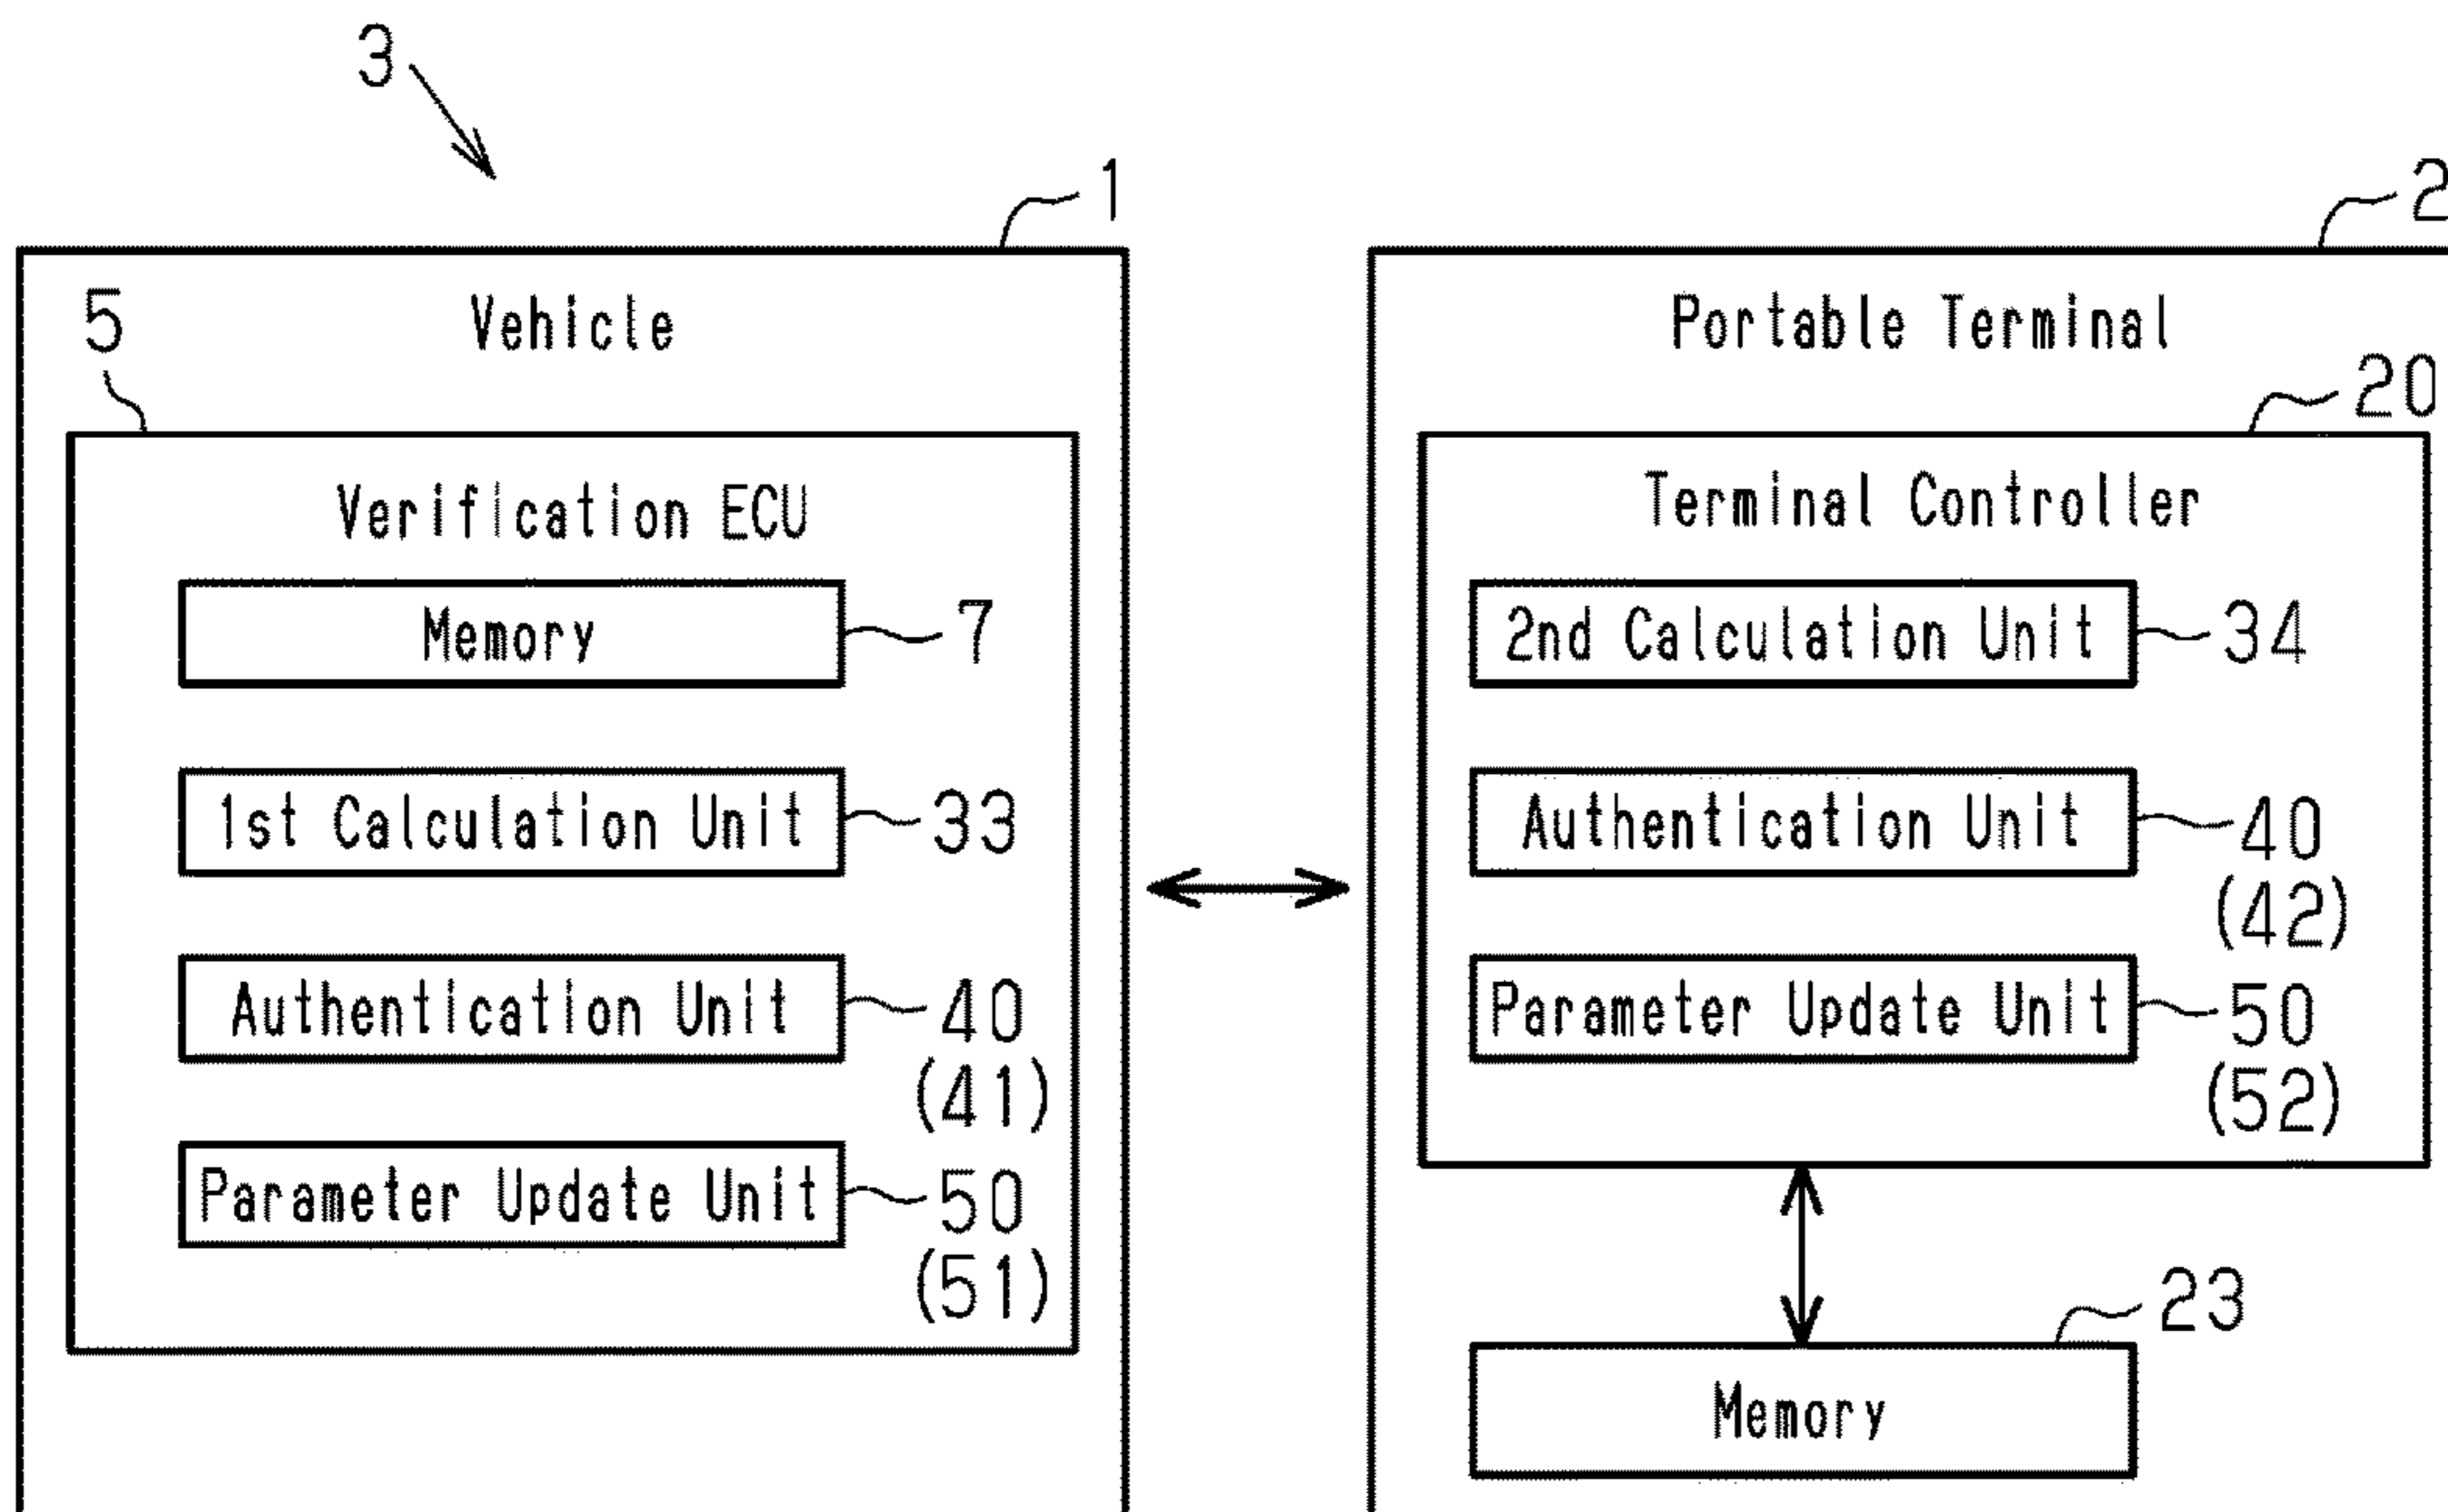 3
1
2
5
Vehicle
Verification ECU
Memory
7
1st Calculation Unit
33
Authentication Unit
40
(41)
Parameter Update Unit
50
(51)
Portable Terminal
20
Terminal Controller
2nd Calculation Unit
34
Authentication Unit
40
(42)
Parameter Update Unit
50
(52)
23
Memory